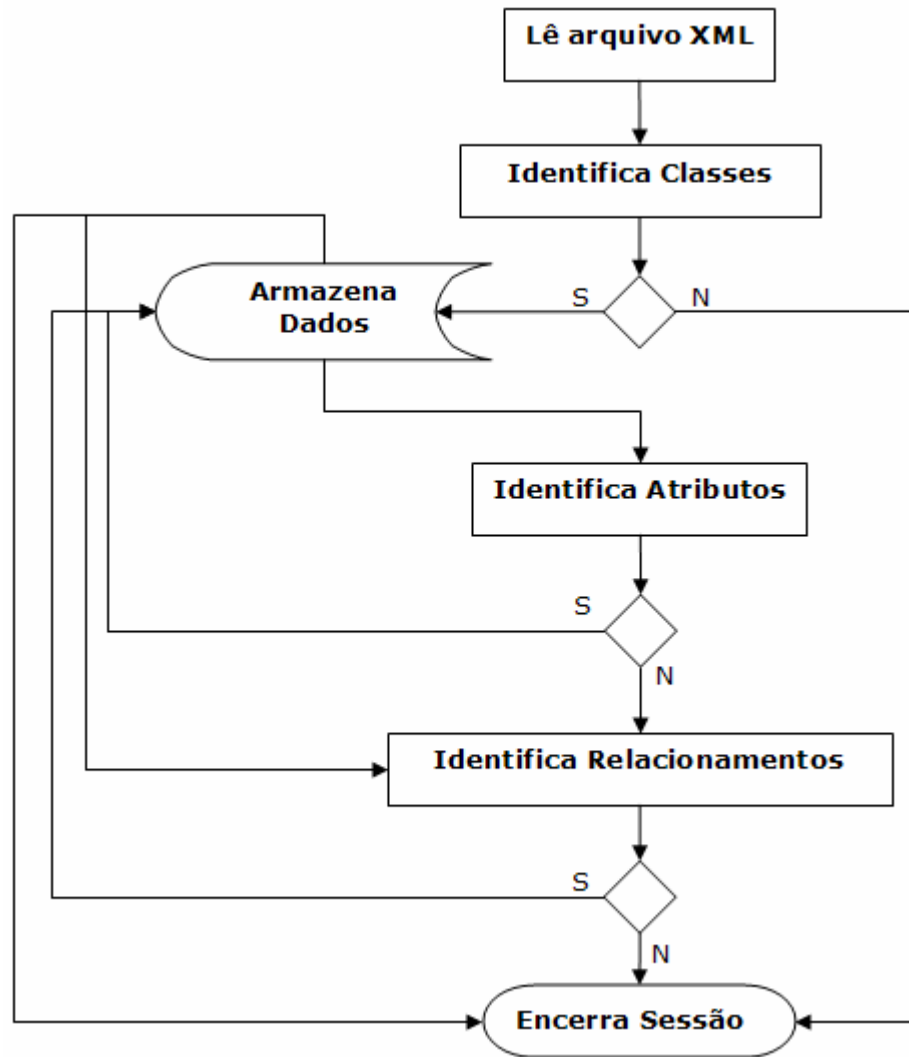 Lê arquivo XML
Identifica Classes
S
N
Armazena
Dados
Identifica Atributos
S
N
Identifica Relacionamentos
S
N
Encerra Sessão